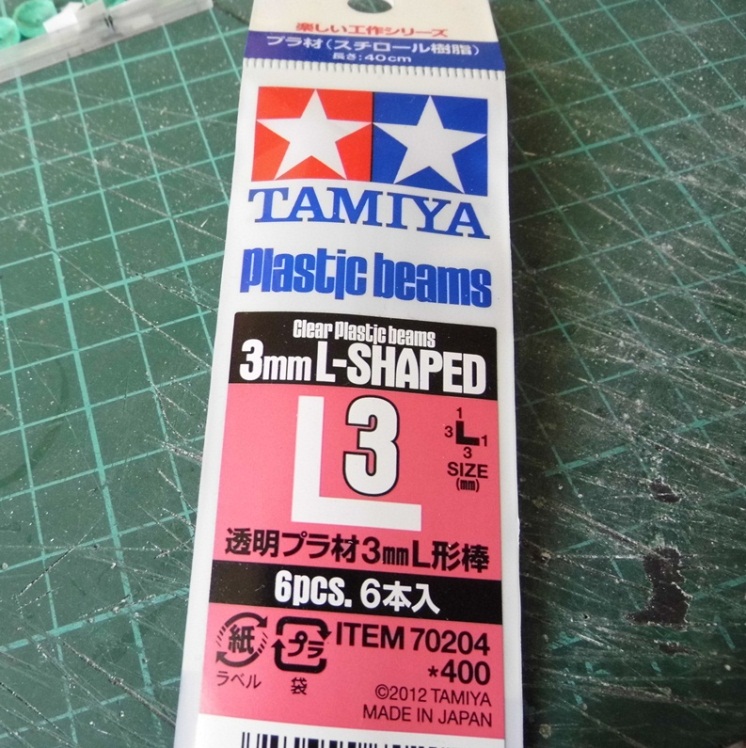 楽しい工作シリーズ
プラ材(スチロール樹脂)
長さ:40cm
TAMIYA
plastic beams
Clear Plastic beams
3mm L-SHAPED
L3
1
3 L 1
3
SIZE
(mm)
透明プラ材3mmL形棒
6pcs. 6本入
紙 プラ ITEM 70204
ラベル 袋 *400
©2012 TAMIYA
MADE IN JAPAN